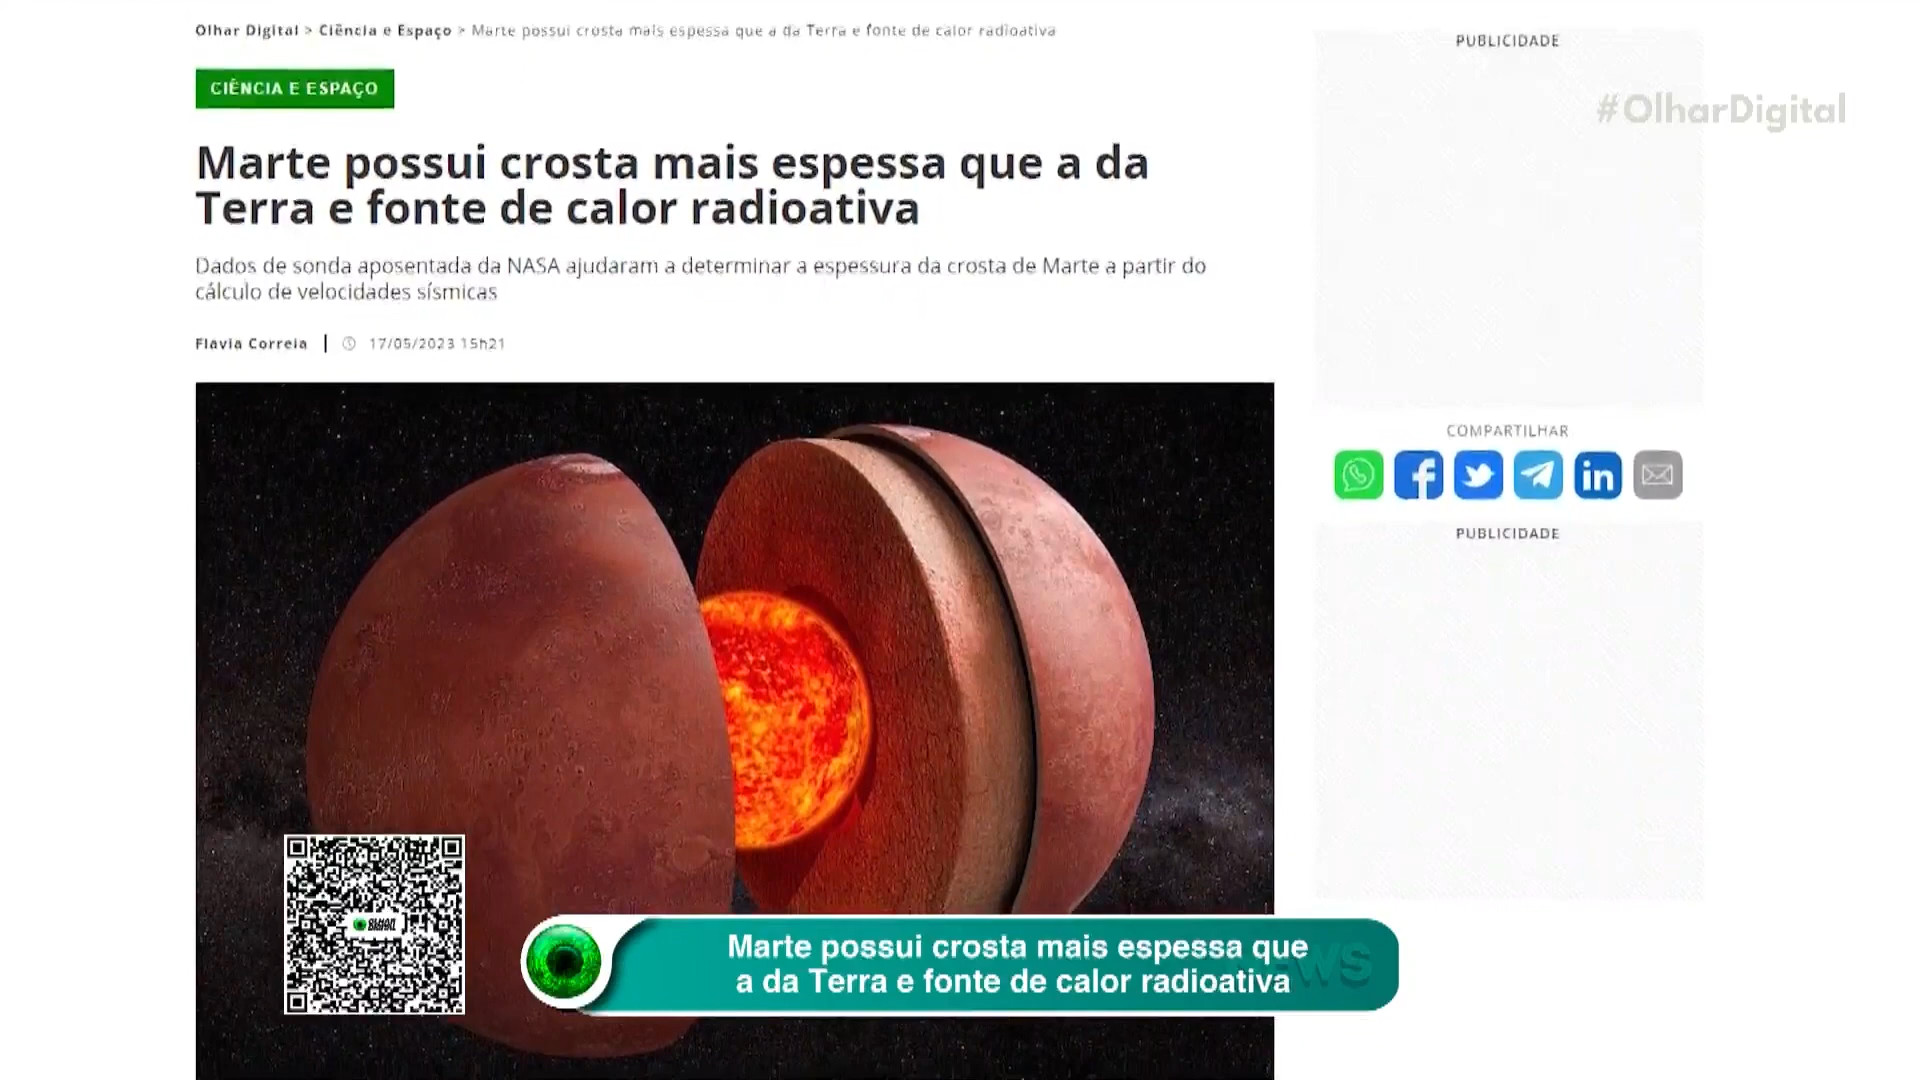 Olhar Digital > Ciência e Espaço > Marte possui crosta mais espessa que a da Terra e fonte de calor radioativa
PUBLICIDADE
CIÊNCIA E ESPAÇO
#OlharDigital
Marte possui crosta mais espessa que a da
Terra e fonte de calor radioativa
Dados de sonda aposentada da NASA ajudaram a determinar a espessura da crosta de Marte a partir do
cálculo de velocidades sísmicas
Flavia Correia | 17/05/2023 15h21
COMPARTILHAR
PUBLICIDADE
Marte possui crosta mais espessa que
a da Terra e fonte de calor radioativa